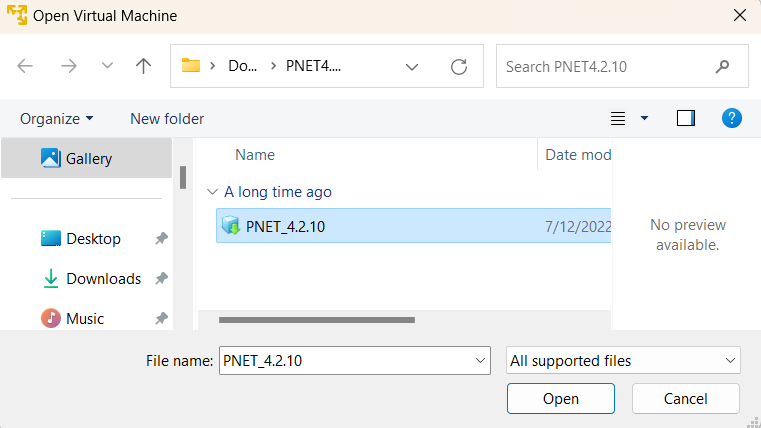 Open Virtual Machine
Do... PNET4.... Search PNET4.2.10
Organize New folder
Gallery
Name Date mod
A long time ago
PNET_4.2.10 7/12/2022
No preview
available.
Desktop
Downloads
Music
File name: PNET_4.2.10 All supported files
Open Cancel